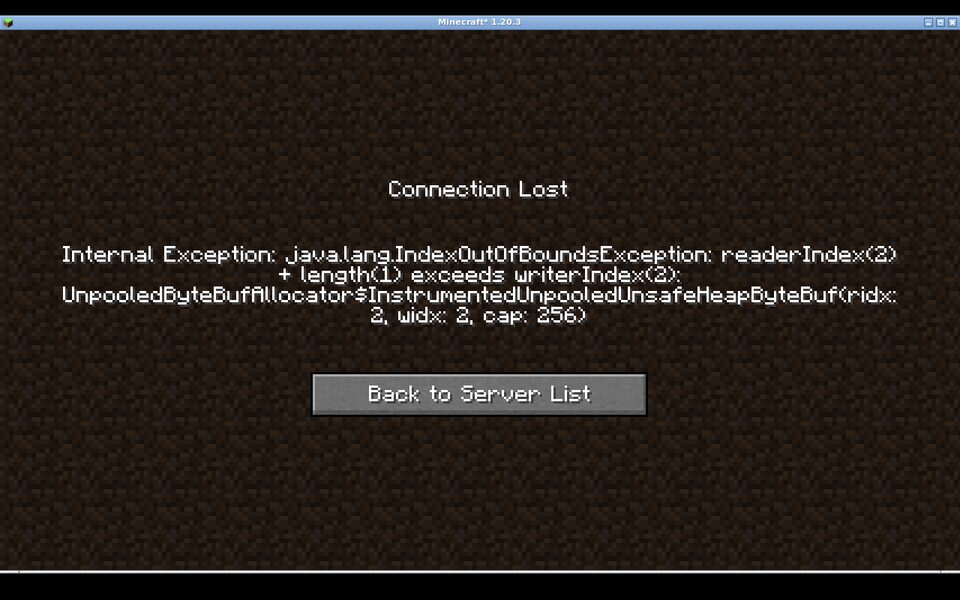 Minecraft* 1.20.3
Connection Lost
Internal Exception: java.lang.IndexOutOfBoundsException: readerIndex(2)
+ length(1) exceeds writerIndex(2):
UnpooledByteBufAllocator$InstrumentedUnpooledUnsafeHeapByteBuf(ridx:
2, widx: 2, cap: 256)
Back to Server List